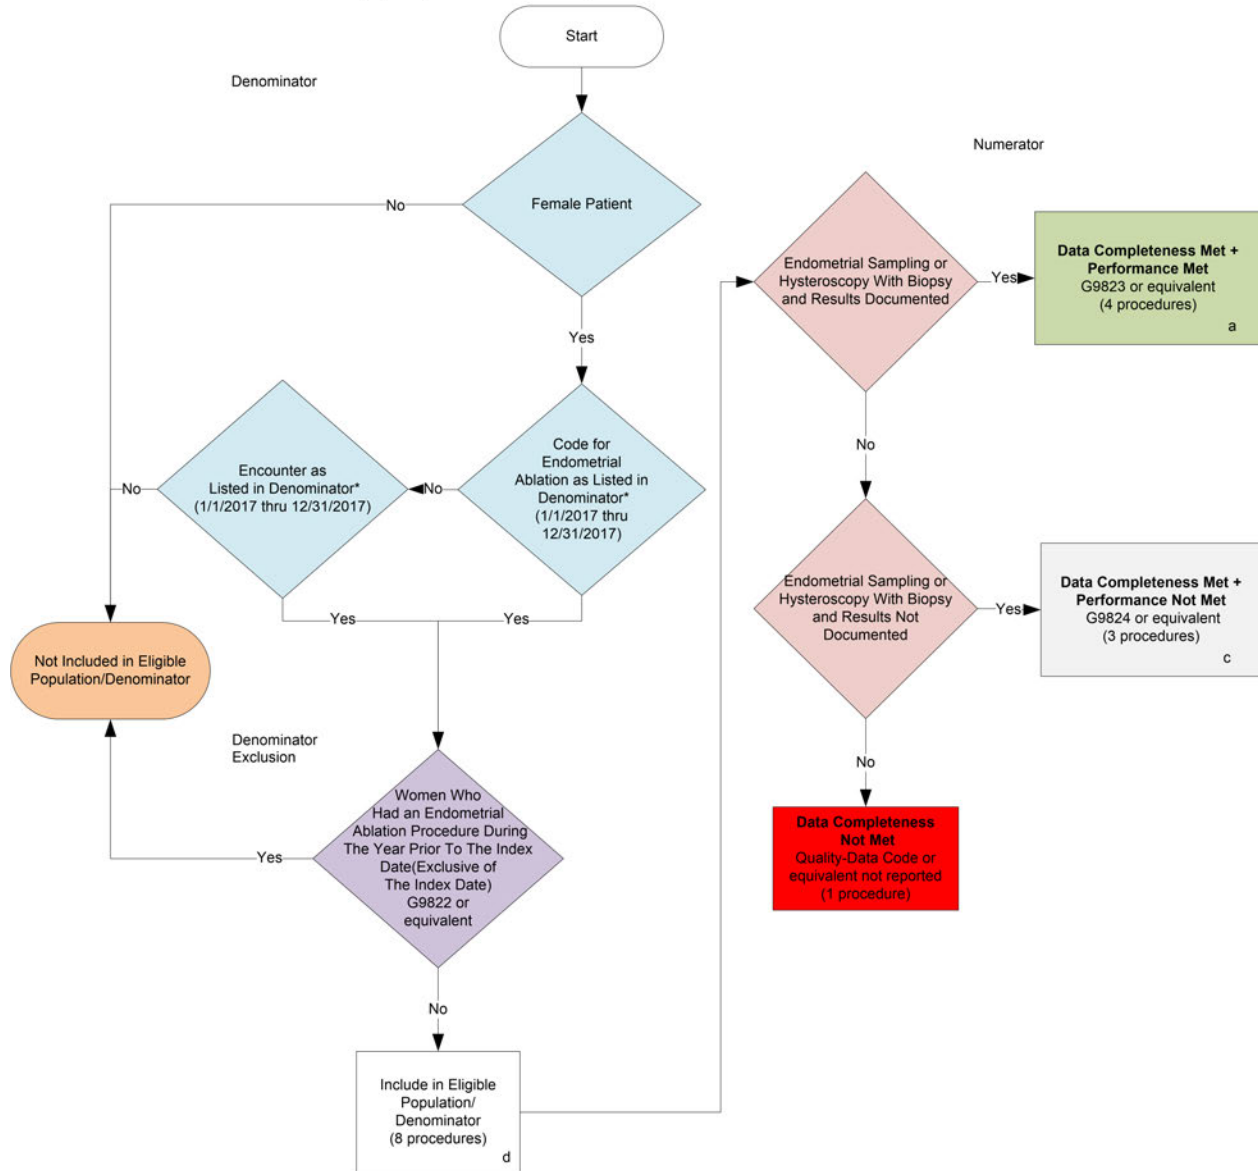 Start
Denominator
Female Patient
No
Yes
Code for
Endometrial
Ablation as Listed in
Denominator*
(1/1/2017 thru
12/31/2017)
No
Encounter as
Listed in Denominator*
(1/1/2017 thru 12/31/2017)
No
Yes
Yes
Not Included in Eligible
Population/Denominator
Denominator
Exclusion
Women Who
Had an Endometrial
Ablation Procedure During
The Year Prior To The Index
Date(Exclusive of
The Index Date)
G9822 or
equivalent
Yes
No
Include in Eligible
Population/
Denominator
(8 procedures)
d
Numerator
Endometrial Sampling or
Hysteroscopy With Biopsy
and Results Documented
Yes
Data Completeness Met +
Performance Met
G9823 or equivalent
(4 procedures)
a
No
Endometrial Sampling or
Hysteroscopy With Biopsy
and Results Not
Documented
Yes
Data Completeness Met +
Performance Not Met
G9824 or equivalent
(3 procedures)
c
No
Data Completeness
Not Met
Quality-Data Code or
equivalent not reported
(1 procedure)